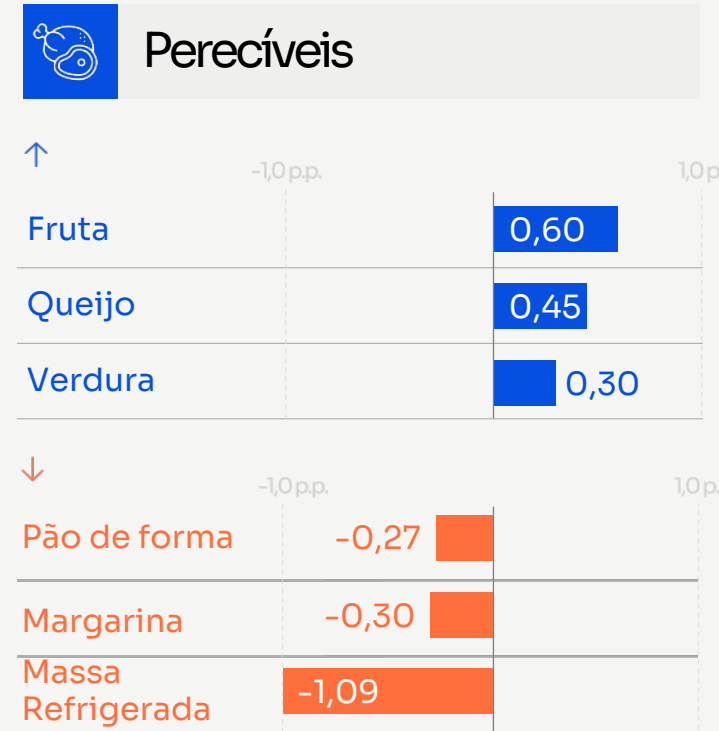 Perecíveis
↑
-1,0 p.p. 1,0 p
Fruta 0,60
Queijo 0,45
Verdura 0,30
↓
-1,0 p.p. 1,0 p.
Pão de forma -0,27
Margarina -0,30
Massa
Refrigerada -1,09